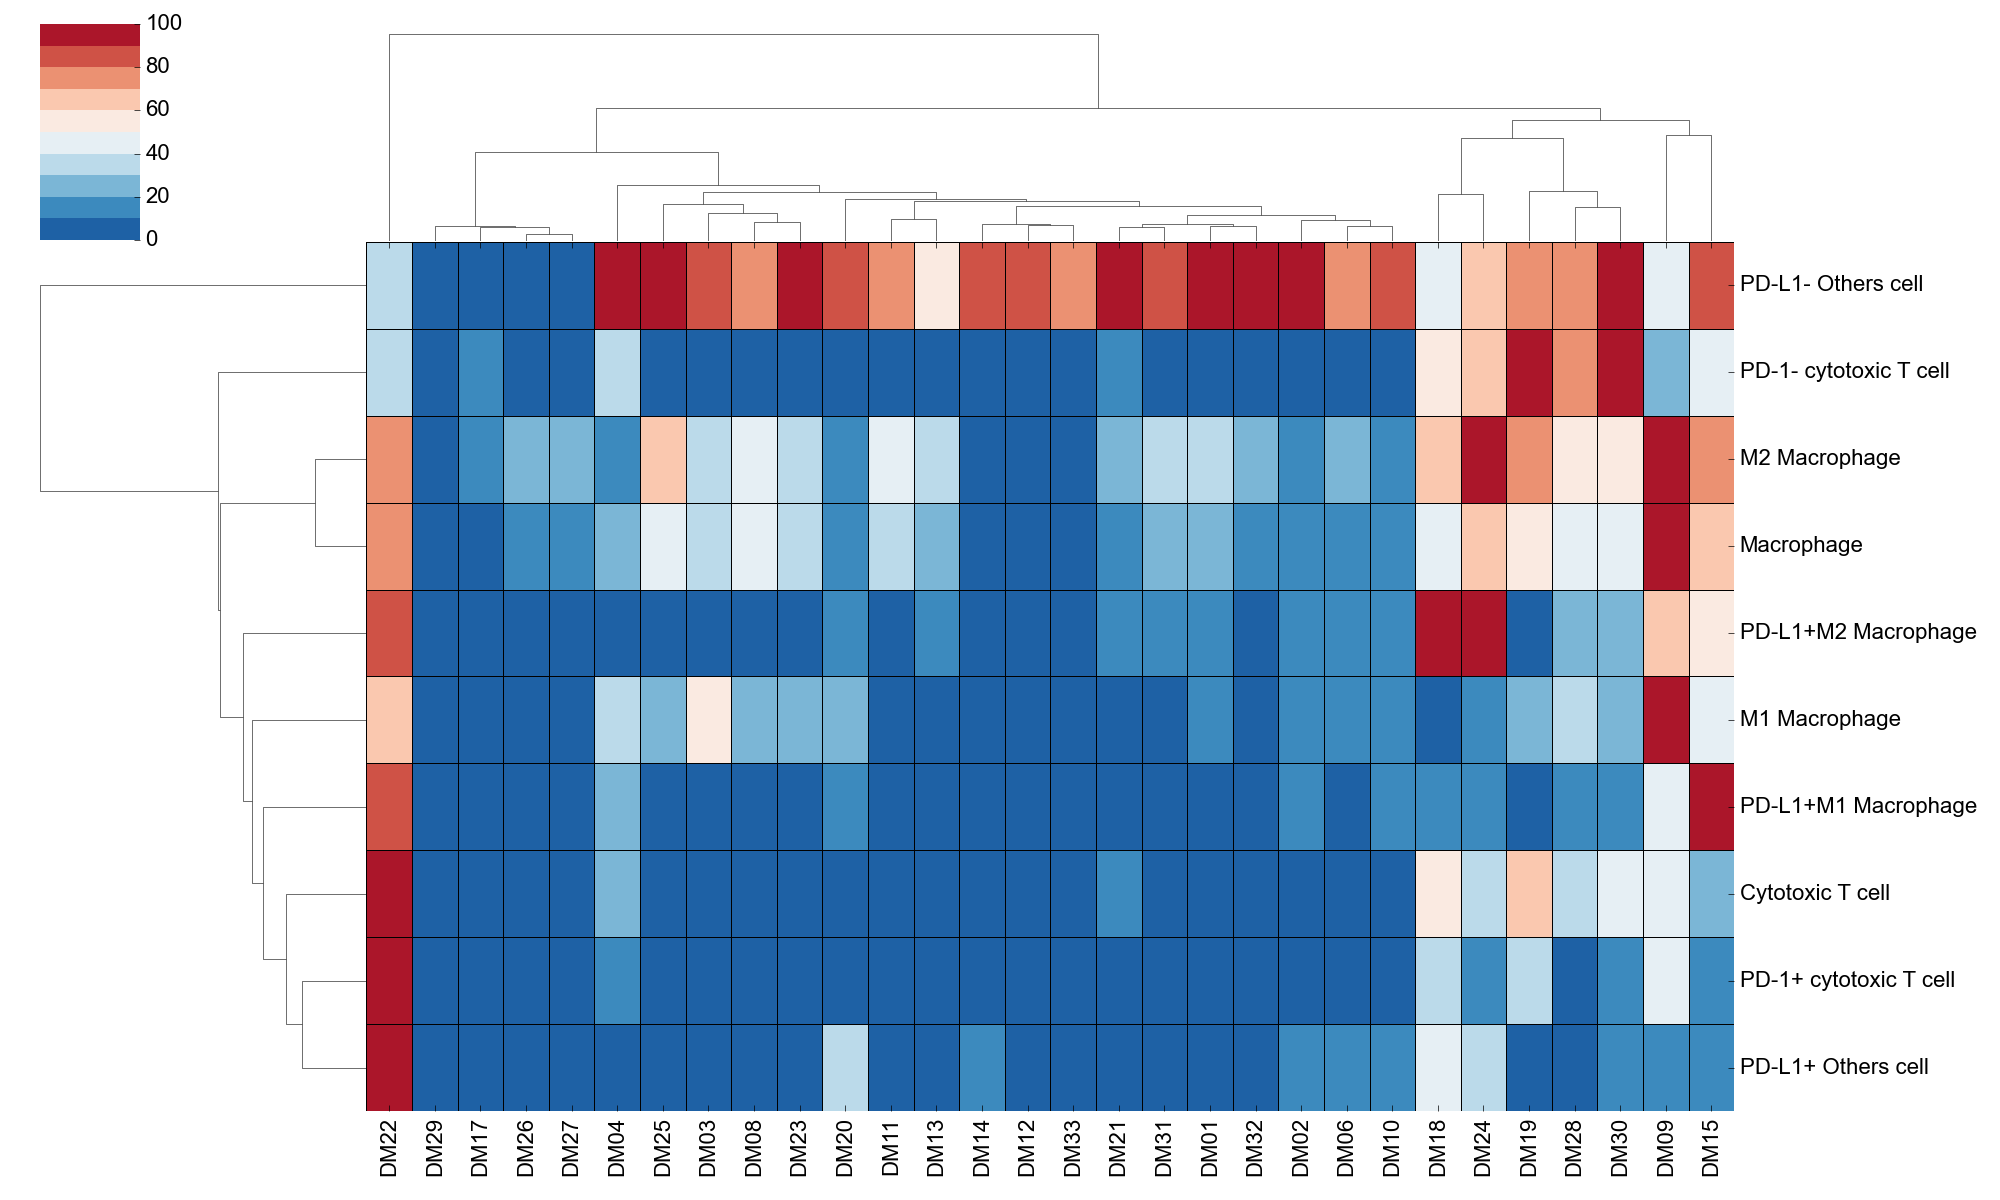 100
80
60
40
20
0
PD-L1- Others cell
PD-1- cytotoxic T cell
M2 Macrophage
Macrophage
PD-L1+M2 Macrophage
M1 Macrophage
PD-L1+M1 Macrophage
Cytotoxic T cell
PD-1+ cytotoxic T cell
PD-L1+ Others cell
DM22
DM29
DM17
DM26
DM27
DM04
DM25
DM03
DM08
DM23
DM20
DM11
DM13
DM14
DM12
DM33
DM21
DM31
DM01
DM32
DM02
DM06
DM10
DM18
DM24
DM19
DM28
DM30
DM09
DM15